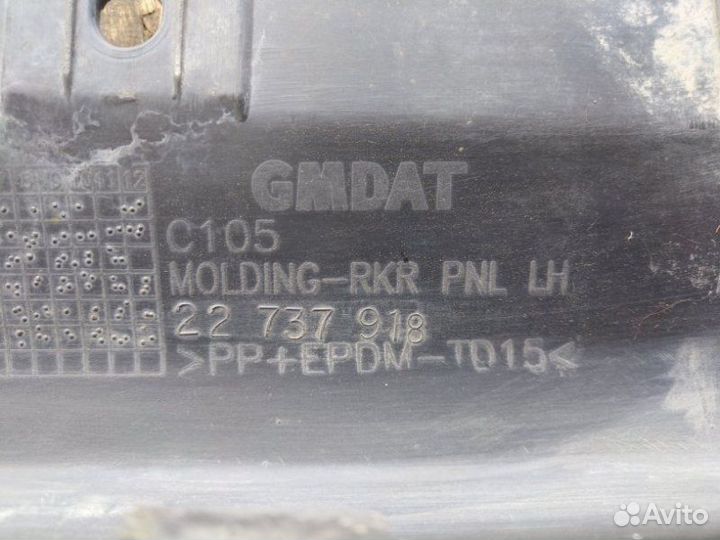 GMDAT
C105
MOLDING-RKR PNL LH
22 737 918
>PP+EPDM-TD15<
Avito